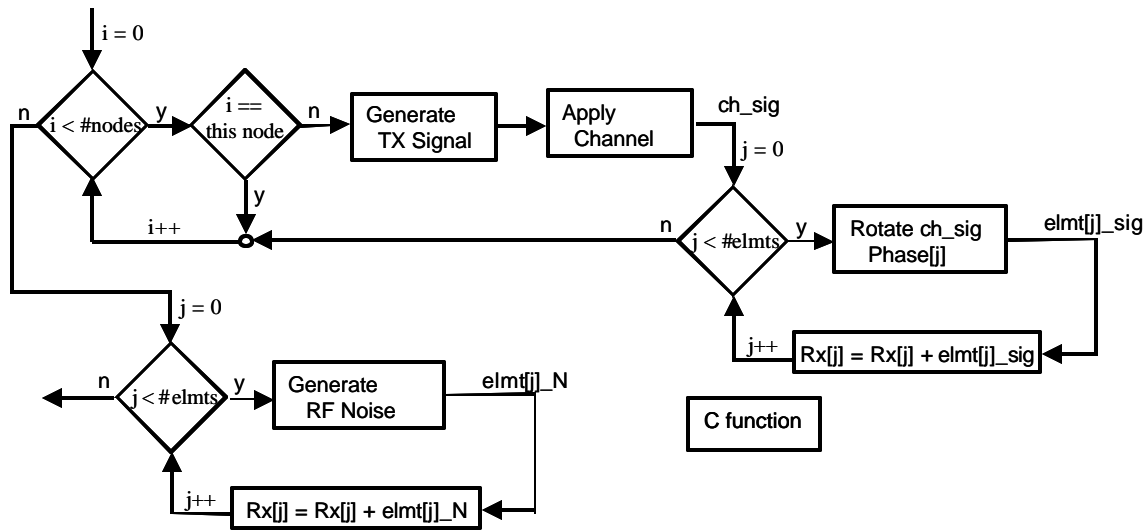 i = 0
n
i < #nodes
y
i ==
this node
n
Generate
TX Signal
Apply
Channel
ch_sig
j = 0
y
i++
n
j < #elmts
y
Rotate ch_sig
Phase[j]
elmt[j]_sig
j++
Rx[j] = Rx[j] + elmt[j]_sig
j = 0
n
j < #elmts
y
Generate
RF Noise
elmt[j]_N
j++
Rx[j] = Rx[j] + elmt[j]_N
C function